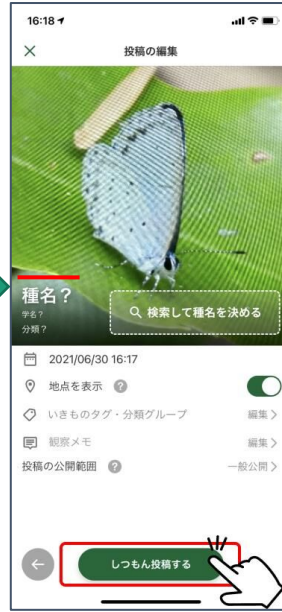 16:18
投稿の編集
種名？
学名？
分類？
検索して種名を決める
2021/06/30 16:17
地点を表示 ?
いきものタグ・分類グループ 編集 >
観察メモ 編集 >
投稿の公開範囲 ? 一般公開 >
しつもん投稿する